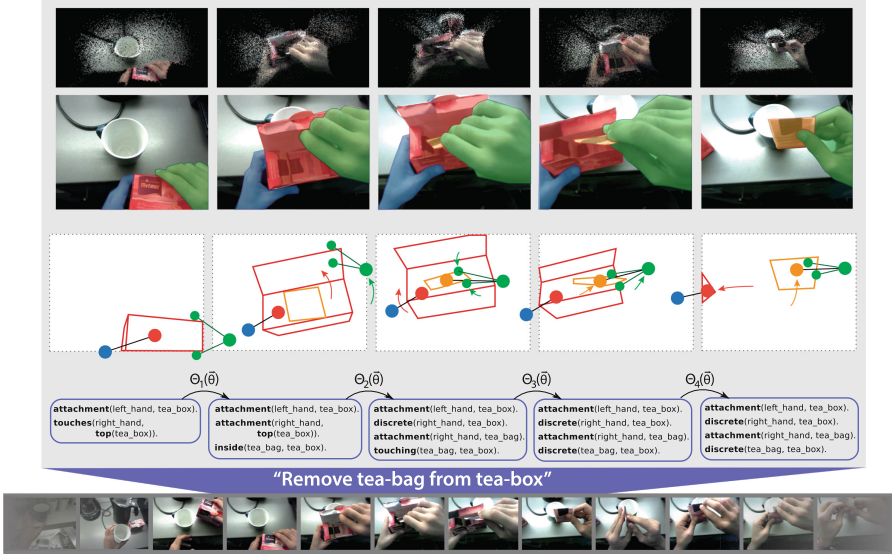 Θ₁(θ̄)
Θ₂(θ̄)
Θ₃(θ̄)
Θ₄(θ̄)
attachment(left_hand, tea_box).
touches(right_hand,
top(tea_box)).
attachment(left_hand, tea_box).
attachment(right_hand,
top(tea_box)).
inside(tea_bag, tea_box).
attachment(left_hand, tea_box).
discrete(right_hand, tea_box).
attachment(right_hand, tea_bag).
touching(tea_bag, tea_box).
attachment(left_hand, tea_box).
discrete(right_hand, tea_box).
attachment(right_hand, tea_bag).
discrete(tea_bag, tea_box).
attachment(left_hand, tea_box).
discrete(right_hand, tea_box).
attachment(right_hand, tea_bag).
discrete(tea_bag, tea_box).
“Remove tea-bag from tea-box”